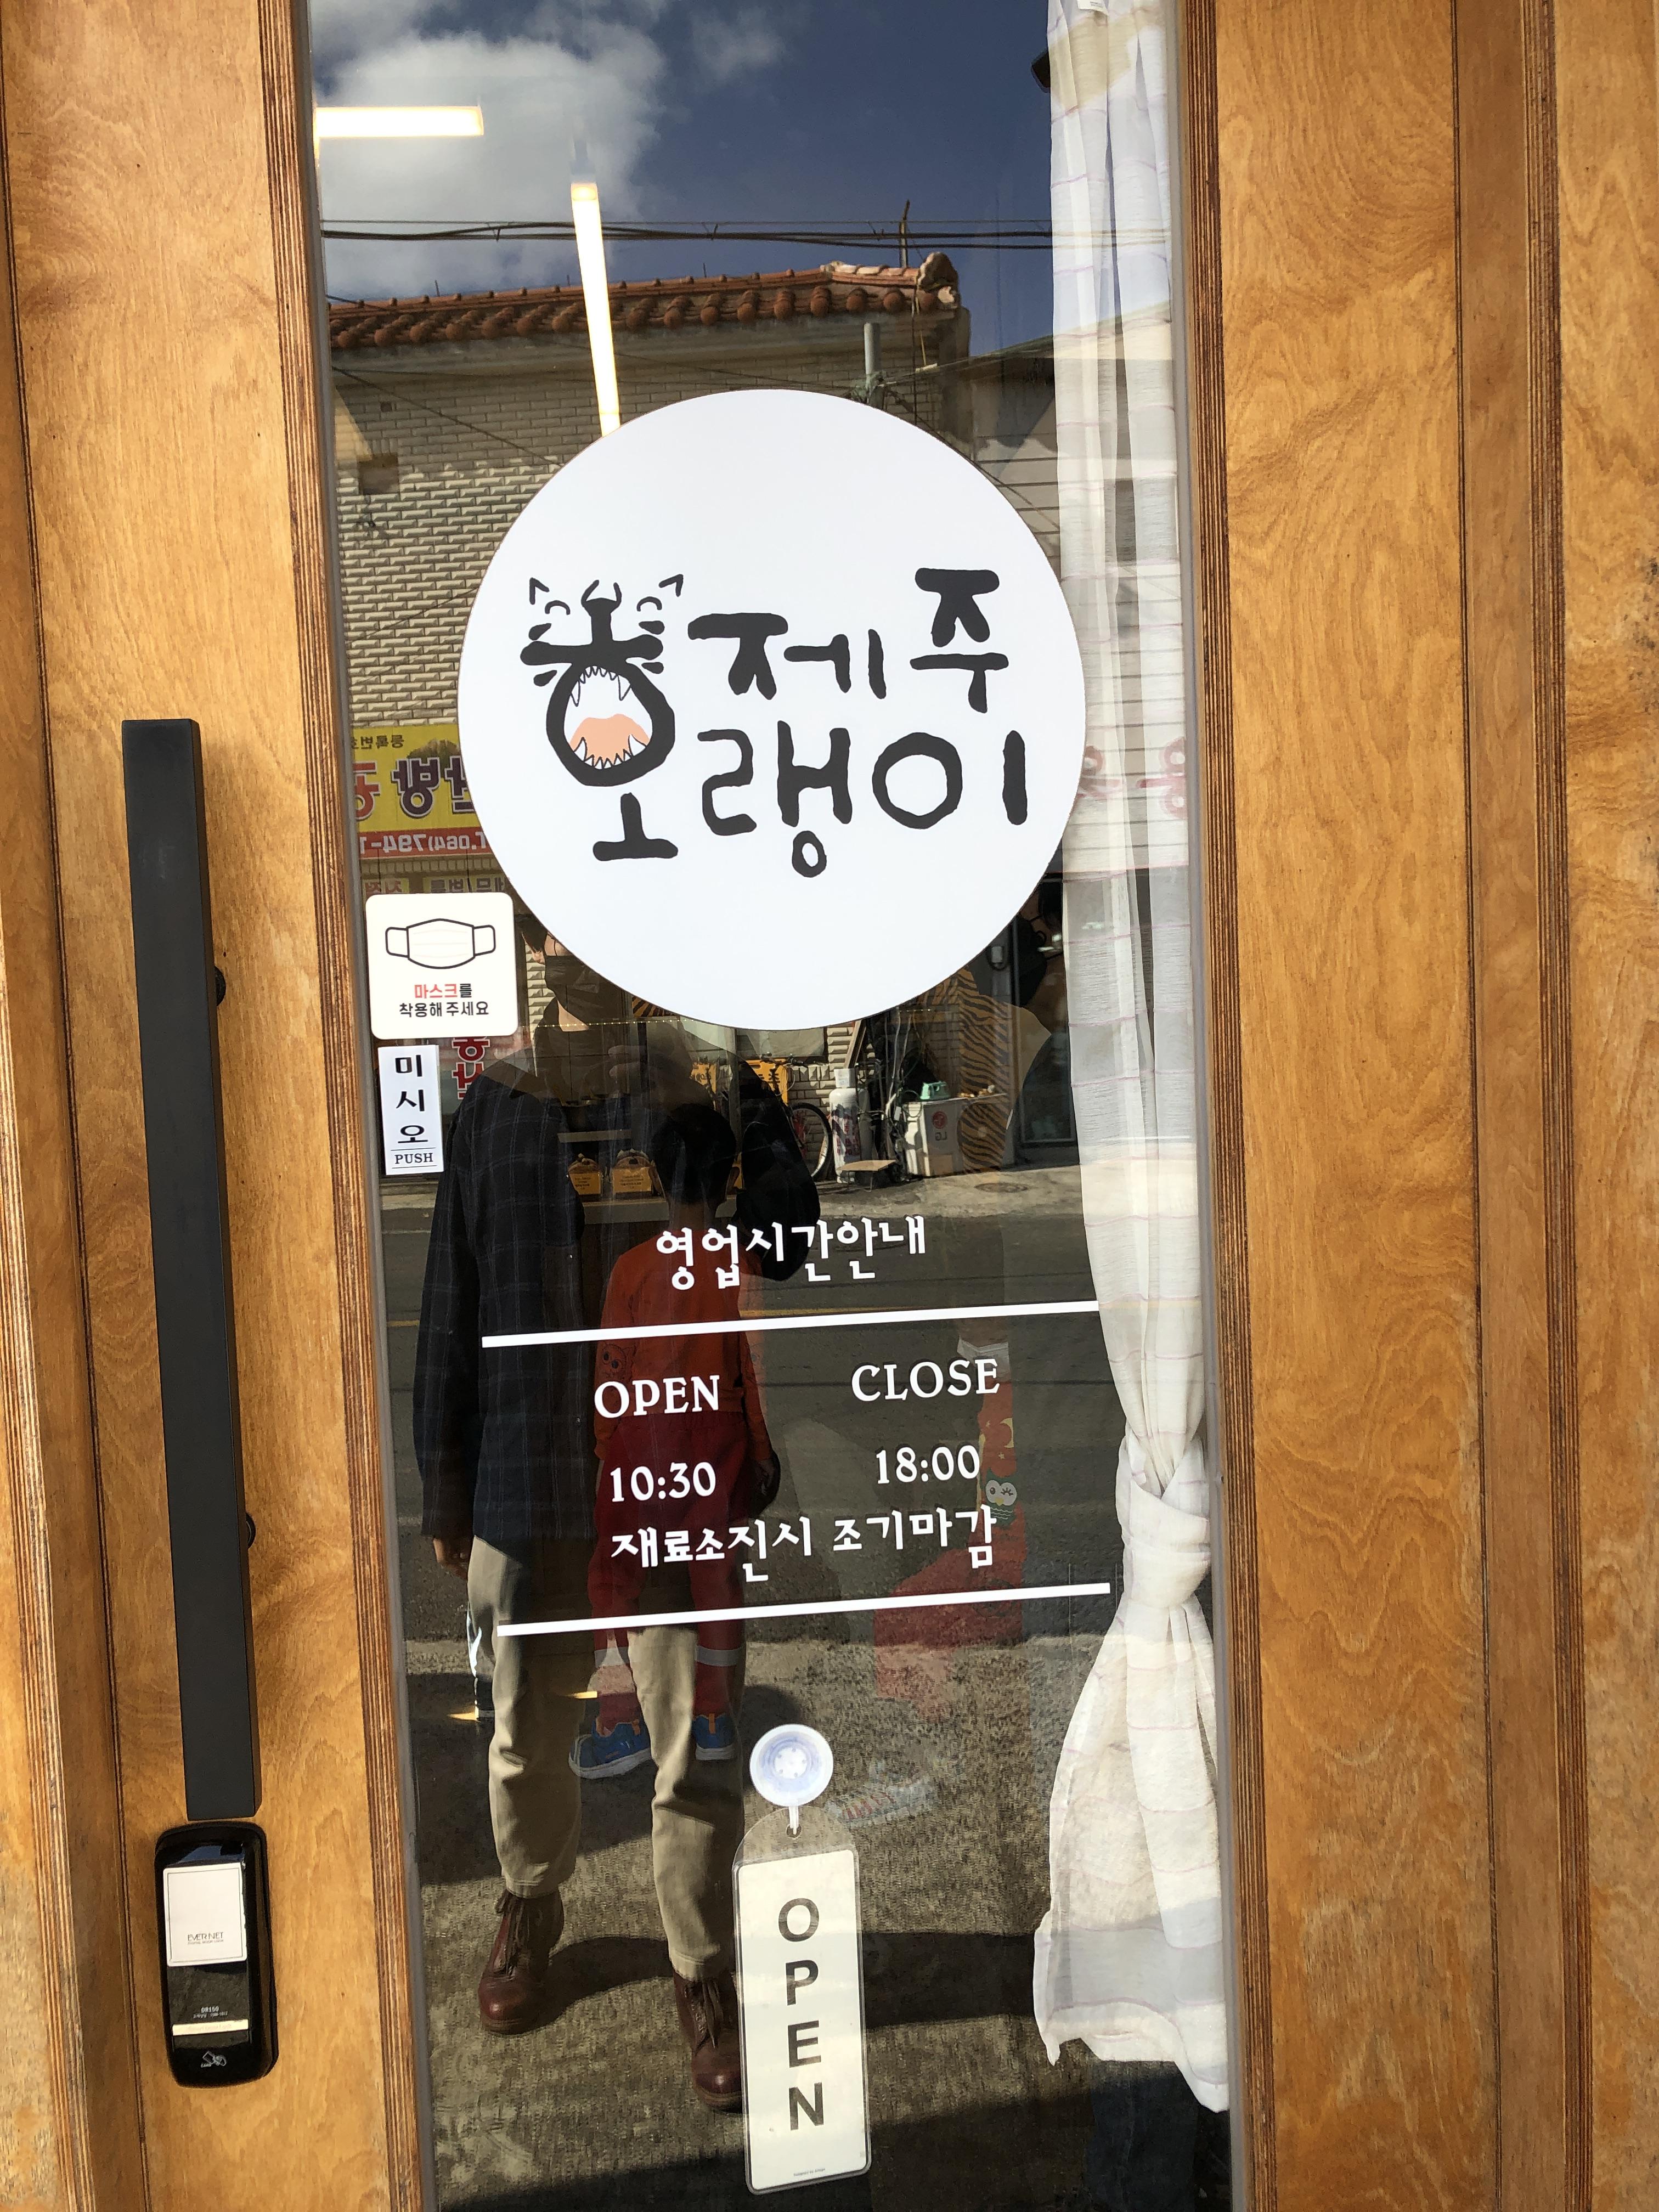 제주
호랭이
마스크를
착용해 주세요
미시오
PUSH
영업시간안내
OPEN CLOSE
10:30 18:00
재료소진시 조기마감
EVERNET
OPEN